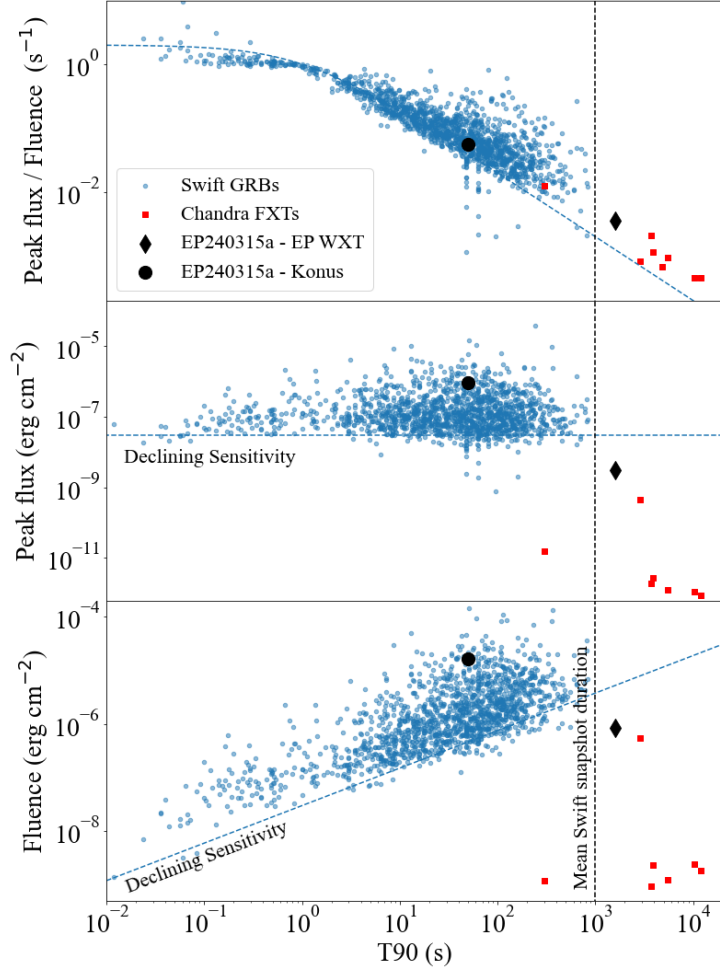 Peak flux / Fluence (s⁻¹)
10⁰
10⁻²
Swift GRBs
Chandra FXTs
EP240315a - EP WXT
EP240315a - Konus
Peak flux (erg cm⁻²)
10⁻⁵
10⁻⁷
10⁻⁹
10⁻¹¹
Declining Sensitivity
Fluence (erg cm⁻²)
10⁻⁴
10⁻⁶
10⁻⁸
Declining Sensitivity
Mean Swift snapshot duration
10⁻² 10⁻¹ 10⁰ 10¹ 10² 10³ 10⁴
T90 (s)